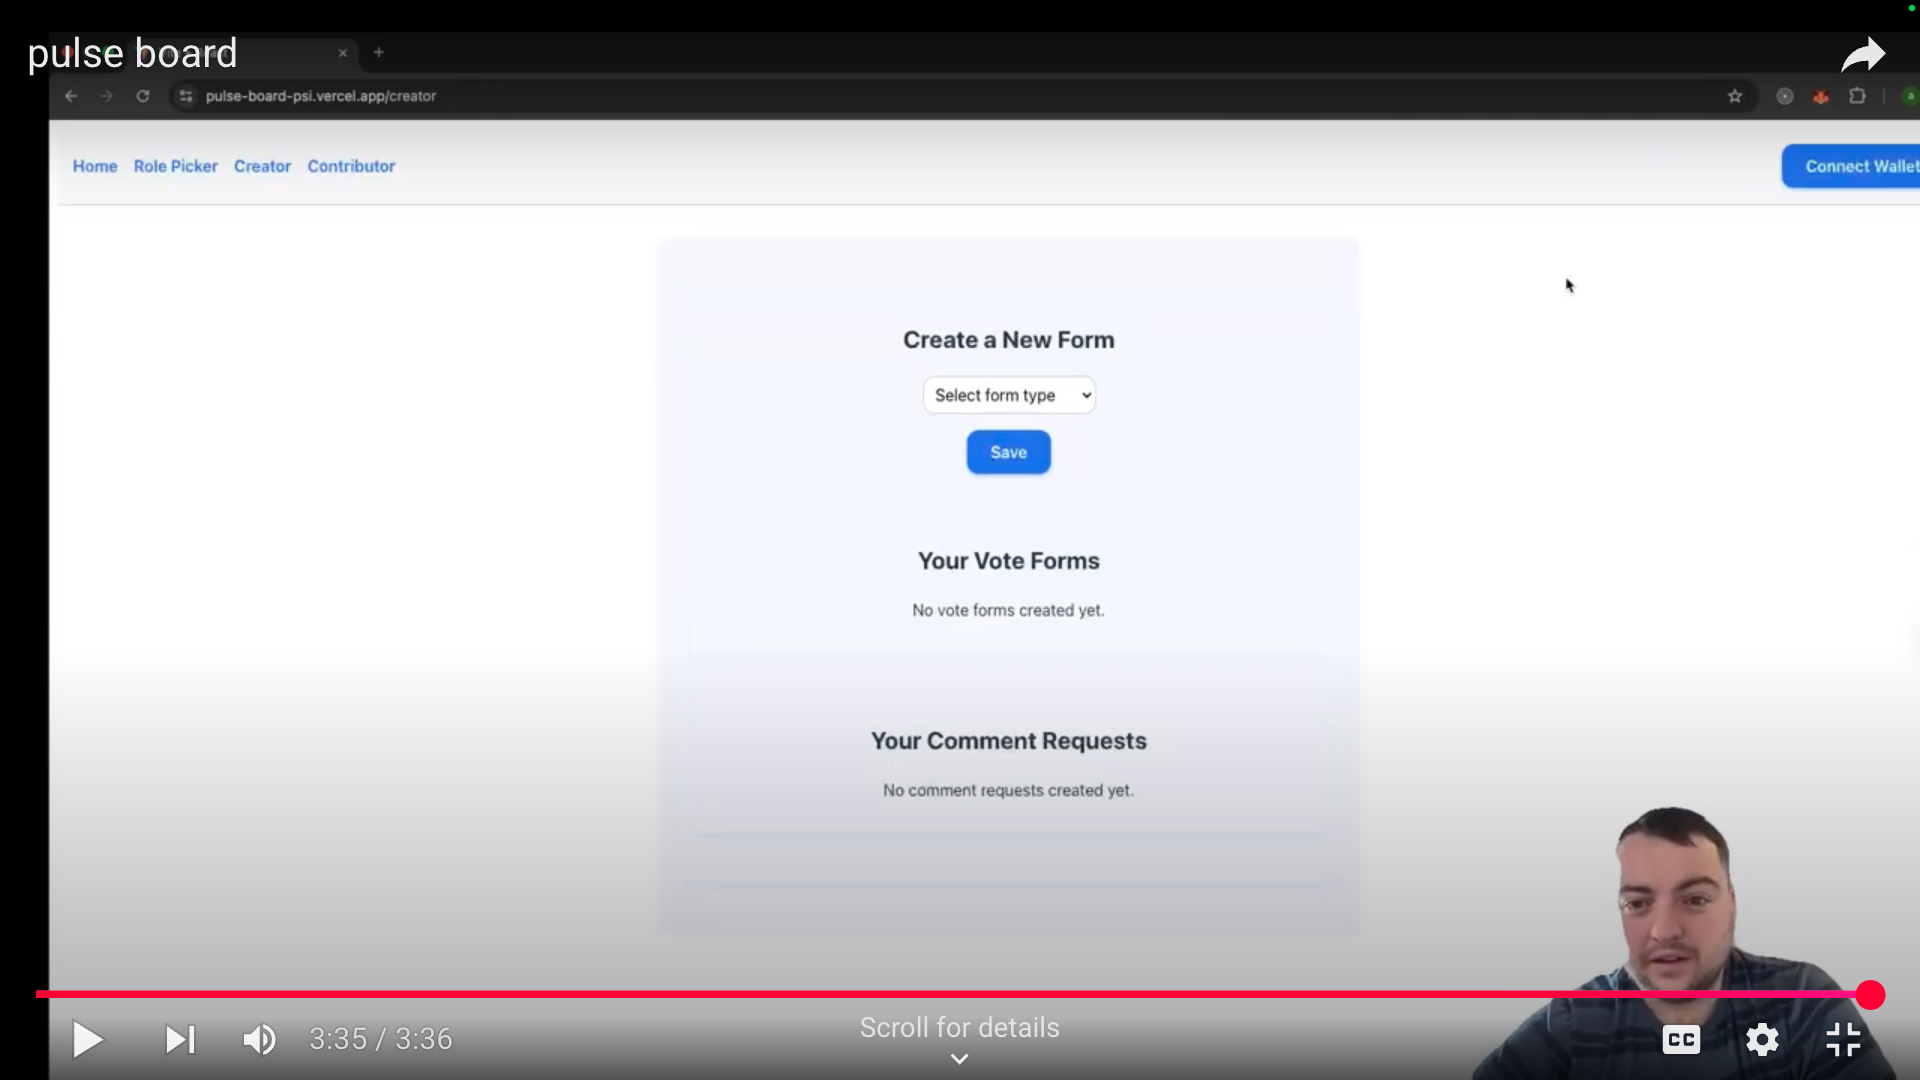 pulse board
pulse-board-psi.vercel.app/creator
a
Home Role Picker Creator Contributor
Connect Wallet
Create a New Form
Select form type
Save
Your Vote Forms
No vote forms created yet.
Your Comment Requests
No comment requests created yet.
3:35 / 3:36
Scroll for details
CC